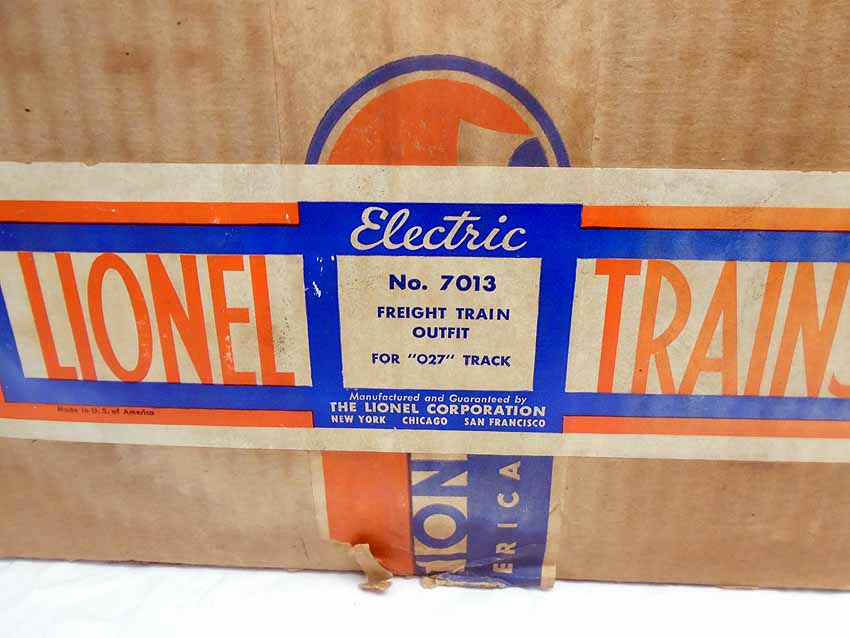 Electric
LIONEL
No. 7013
FREIGHT TRAIN
OUTFIT
FOR "O27" TRACK
TRAINS
Manufactured and Guaranteed by
THE LIONEL CORPORATION
NEW YORK CHICAGO SAN FRANCISCO
Made in U. S. of America
ION
ERICA